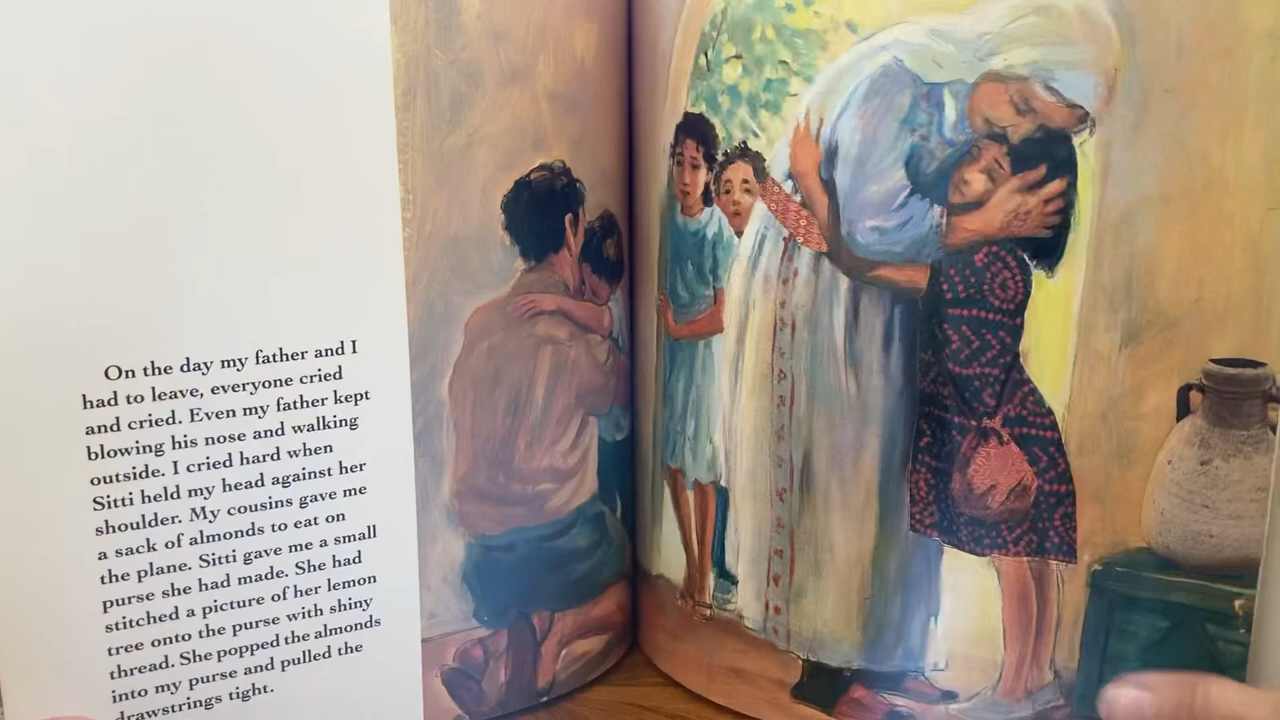 On the day my father and I
had to leave, everyone cried
and cried. Even my father kept
blowing his nose and walking
outside. I cried hard when
Sitti held my head against her
shoulder. My cousins gave me
a sack of almonds to eat on
the plane. Sitti gave me a small
purse she had made. She had
stitched a picture of her lemon
tree onto the purse with shiny
thread. She popped the almonds
into my purse and pulled the
drawstrings tight.